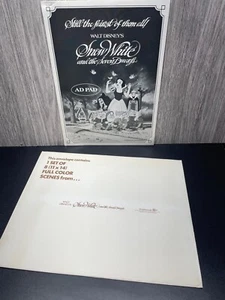 Still the fairest of them all!
WALT DISNEY'S
Snow White
and the Seven Dwarfs
AD PAD
This envelope contains:
1 SET OF
8 (11 x 14)
FULL COLOR
SCENES from...